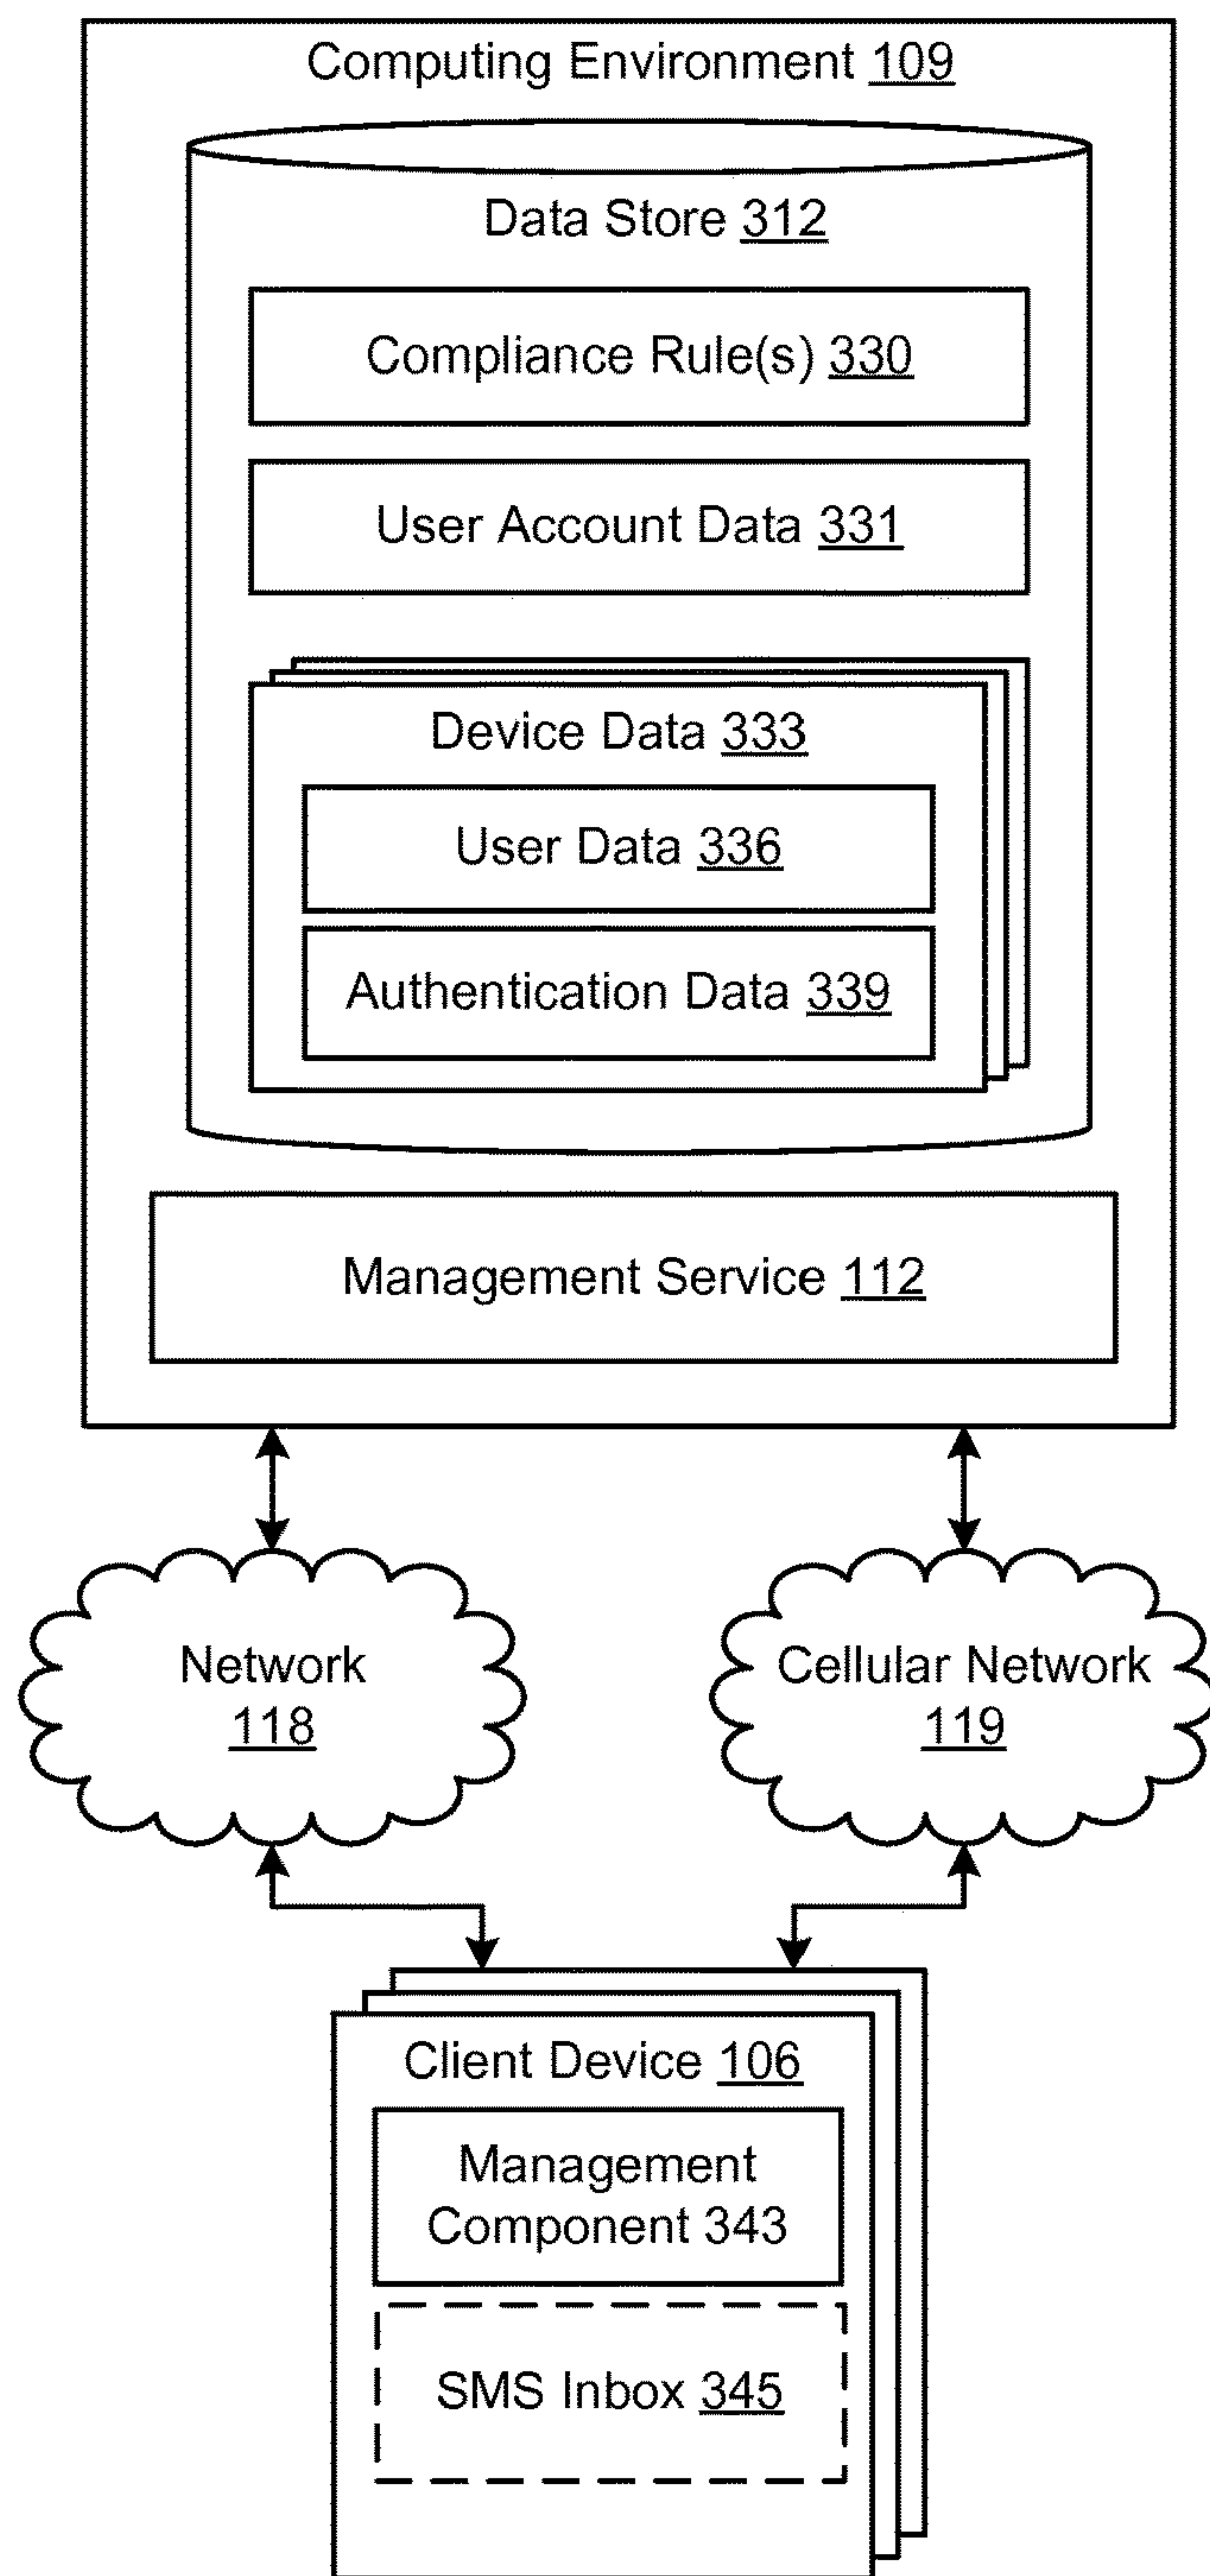 Computing Environment 109
Data Store 312
Compliance Rule(s) 330
User Account Data 331
Device Data 333
User Data 336
Authentication Data 339
Management Service 112
Network
118
Cellular Network
119
Client Device 106
Management
Component 343
SMS Inbox 345